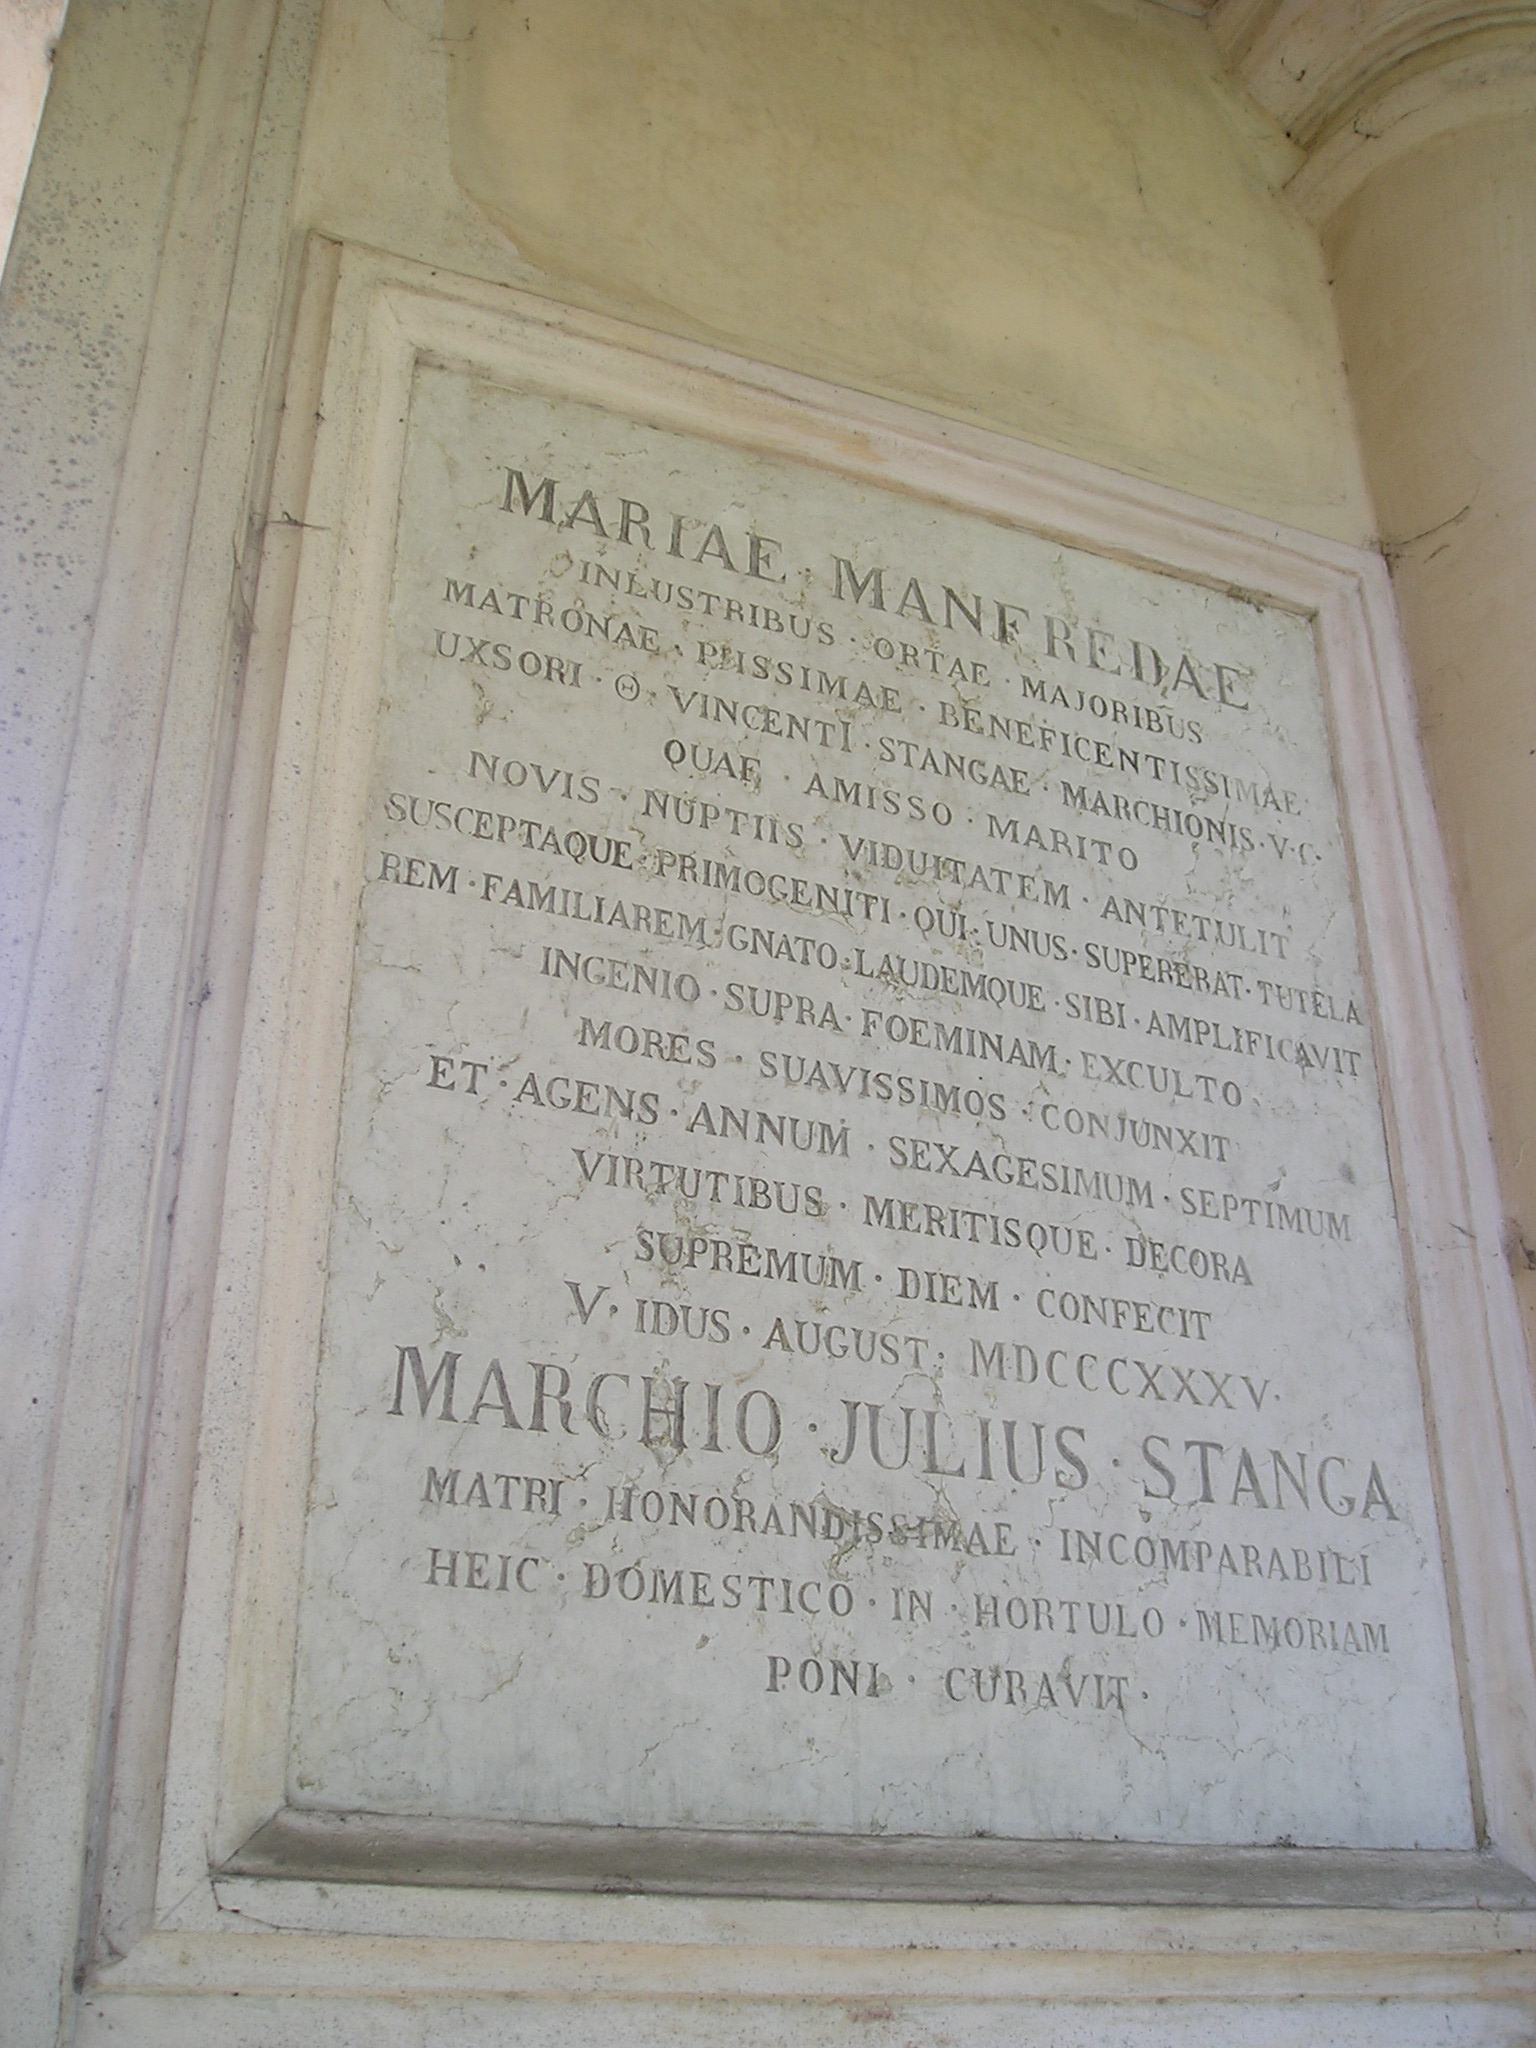 MARIAE · MANFREDAE
INLUSTRIBUS · ORTAE · MAJORIBUS
MATRONAE · PIISSIMAE · BENEFICENTISSIMAE
UXSORI · Θ · VINCENTI · STANGAE · MARCHIONIS · V · C ·
QUAE · AMISSO · MARITO
NOVIS · NUPTIIS · VIDUITATEM · ANTETULIT
SUSCEPTAQUE · PRIMOGENITI · QUI · UNUS · SUPERERAT · TUTELA
REM · FAMILIAREM · GNATO · LAUDEMQUE · SIBI · AMPLIFICAVIT
INGENIO · SUPRA · FOEMINAM · EXCULTO
MORES · SUAVISSIMOS · CONJUNXIT
ET · AGENS · ANNUM · SEXAGESIMUM · SEPTIMUM
VIRTUTIBUS · MERITISQUE · DECORA
SUPREMUM · DIEM · CONFECIT
V · IDUS · AUGUST · MDCCCXXXV ·
MARCHIO · JULIUS · STANGA
MATRI · HONORANDISSIMAE · INCOMPARABILI
HEIC · DOMESTICO · IN · HORTULO · MEMORIAM
PONI · CURAVIT ·